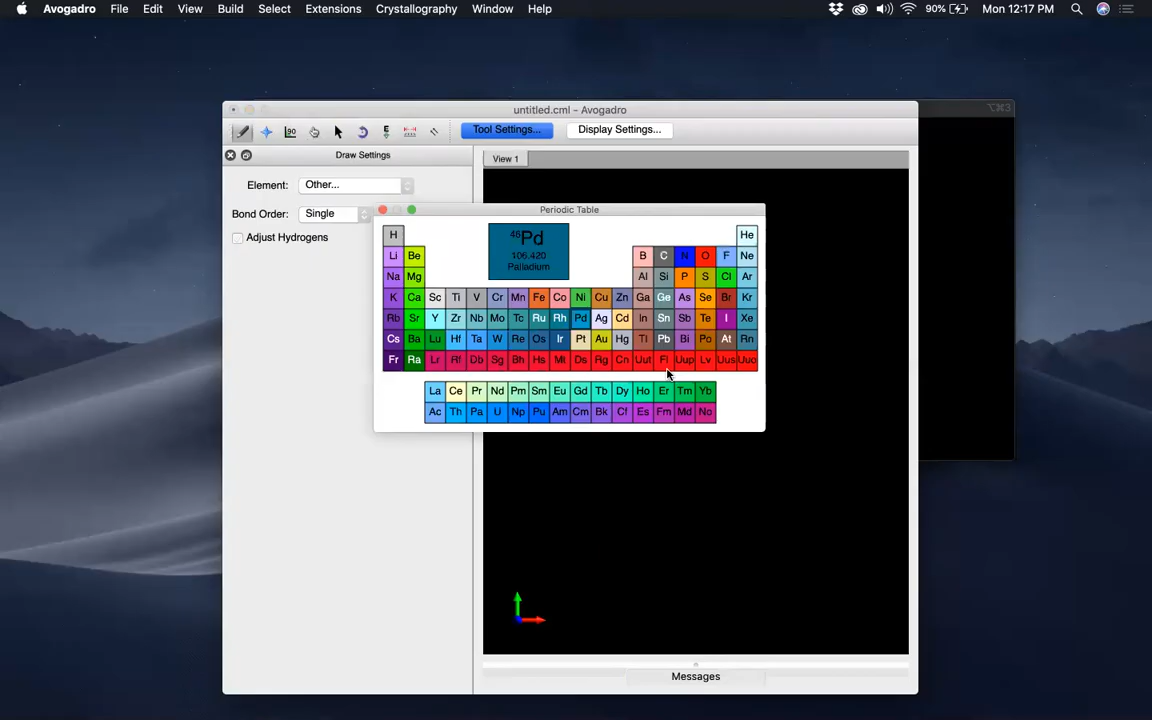 Avogadro File Edit View Build Select Extensions Crystallography Window Help 90% Mon 12:17 PM
untitled.cml – Avogadro
⌥⌘3
Tool Settings... Display Settings...
Draw Settings
View 1
Element: Other...
Bond Order: Single
Adjust Hydrogens
Periodic Table
46Pd
106.420
Palladium
H He
Li Be B C N O F Ne
Na Mg Al Si P S Cl Ar
K Ca Sc Ti V Cr Mn Fe Co Ni Cu Zn Ga Ge As Se Br Kr
Rb Sr Y Zr Nb Mo Tc Ru Rh Pd Ag Cd In Sn Sb Te I Xe
Cs Ba Lu Hf Ta W Re Os Ir Pt Au Hg Tl Pb Bi Po At Rn
Fr Ra Lr Rf Db Sg Bh Hs Mt Ds Rg Cn Uut Fl Uup Lv Uus Uuo
La Ce Pr Nd Pm Sm Eu Gd Tb Dy Ho Er Tm Yb
Ac Th Pa U Np Pu Am Cm Bk Cf Es Fm Md No
Messages